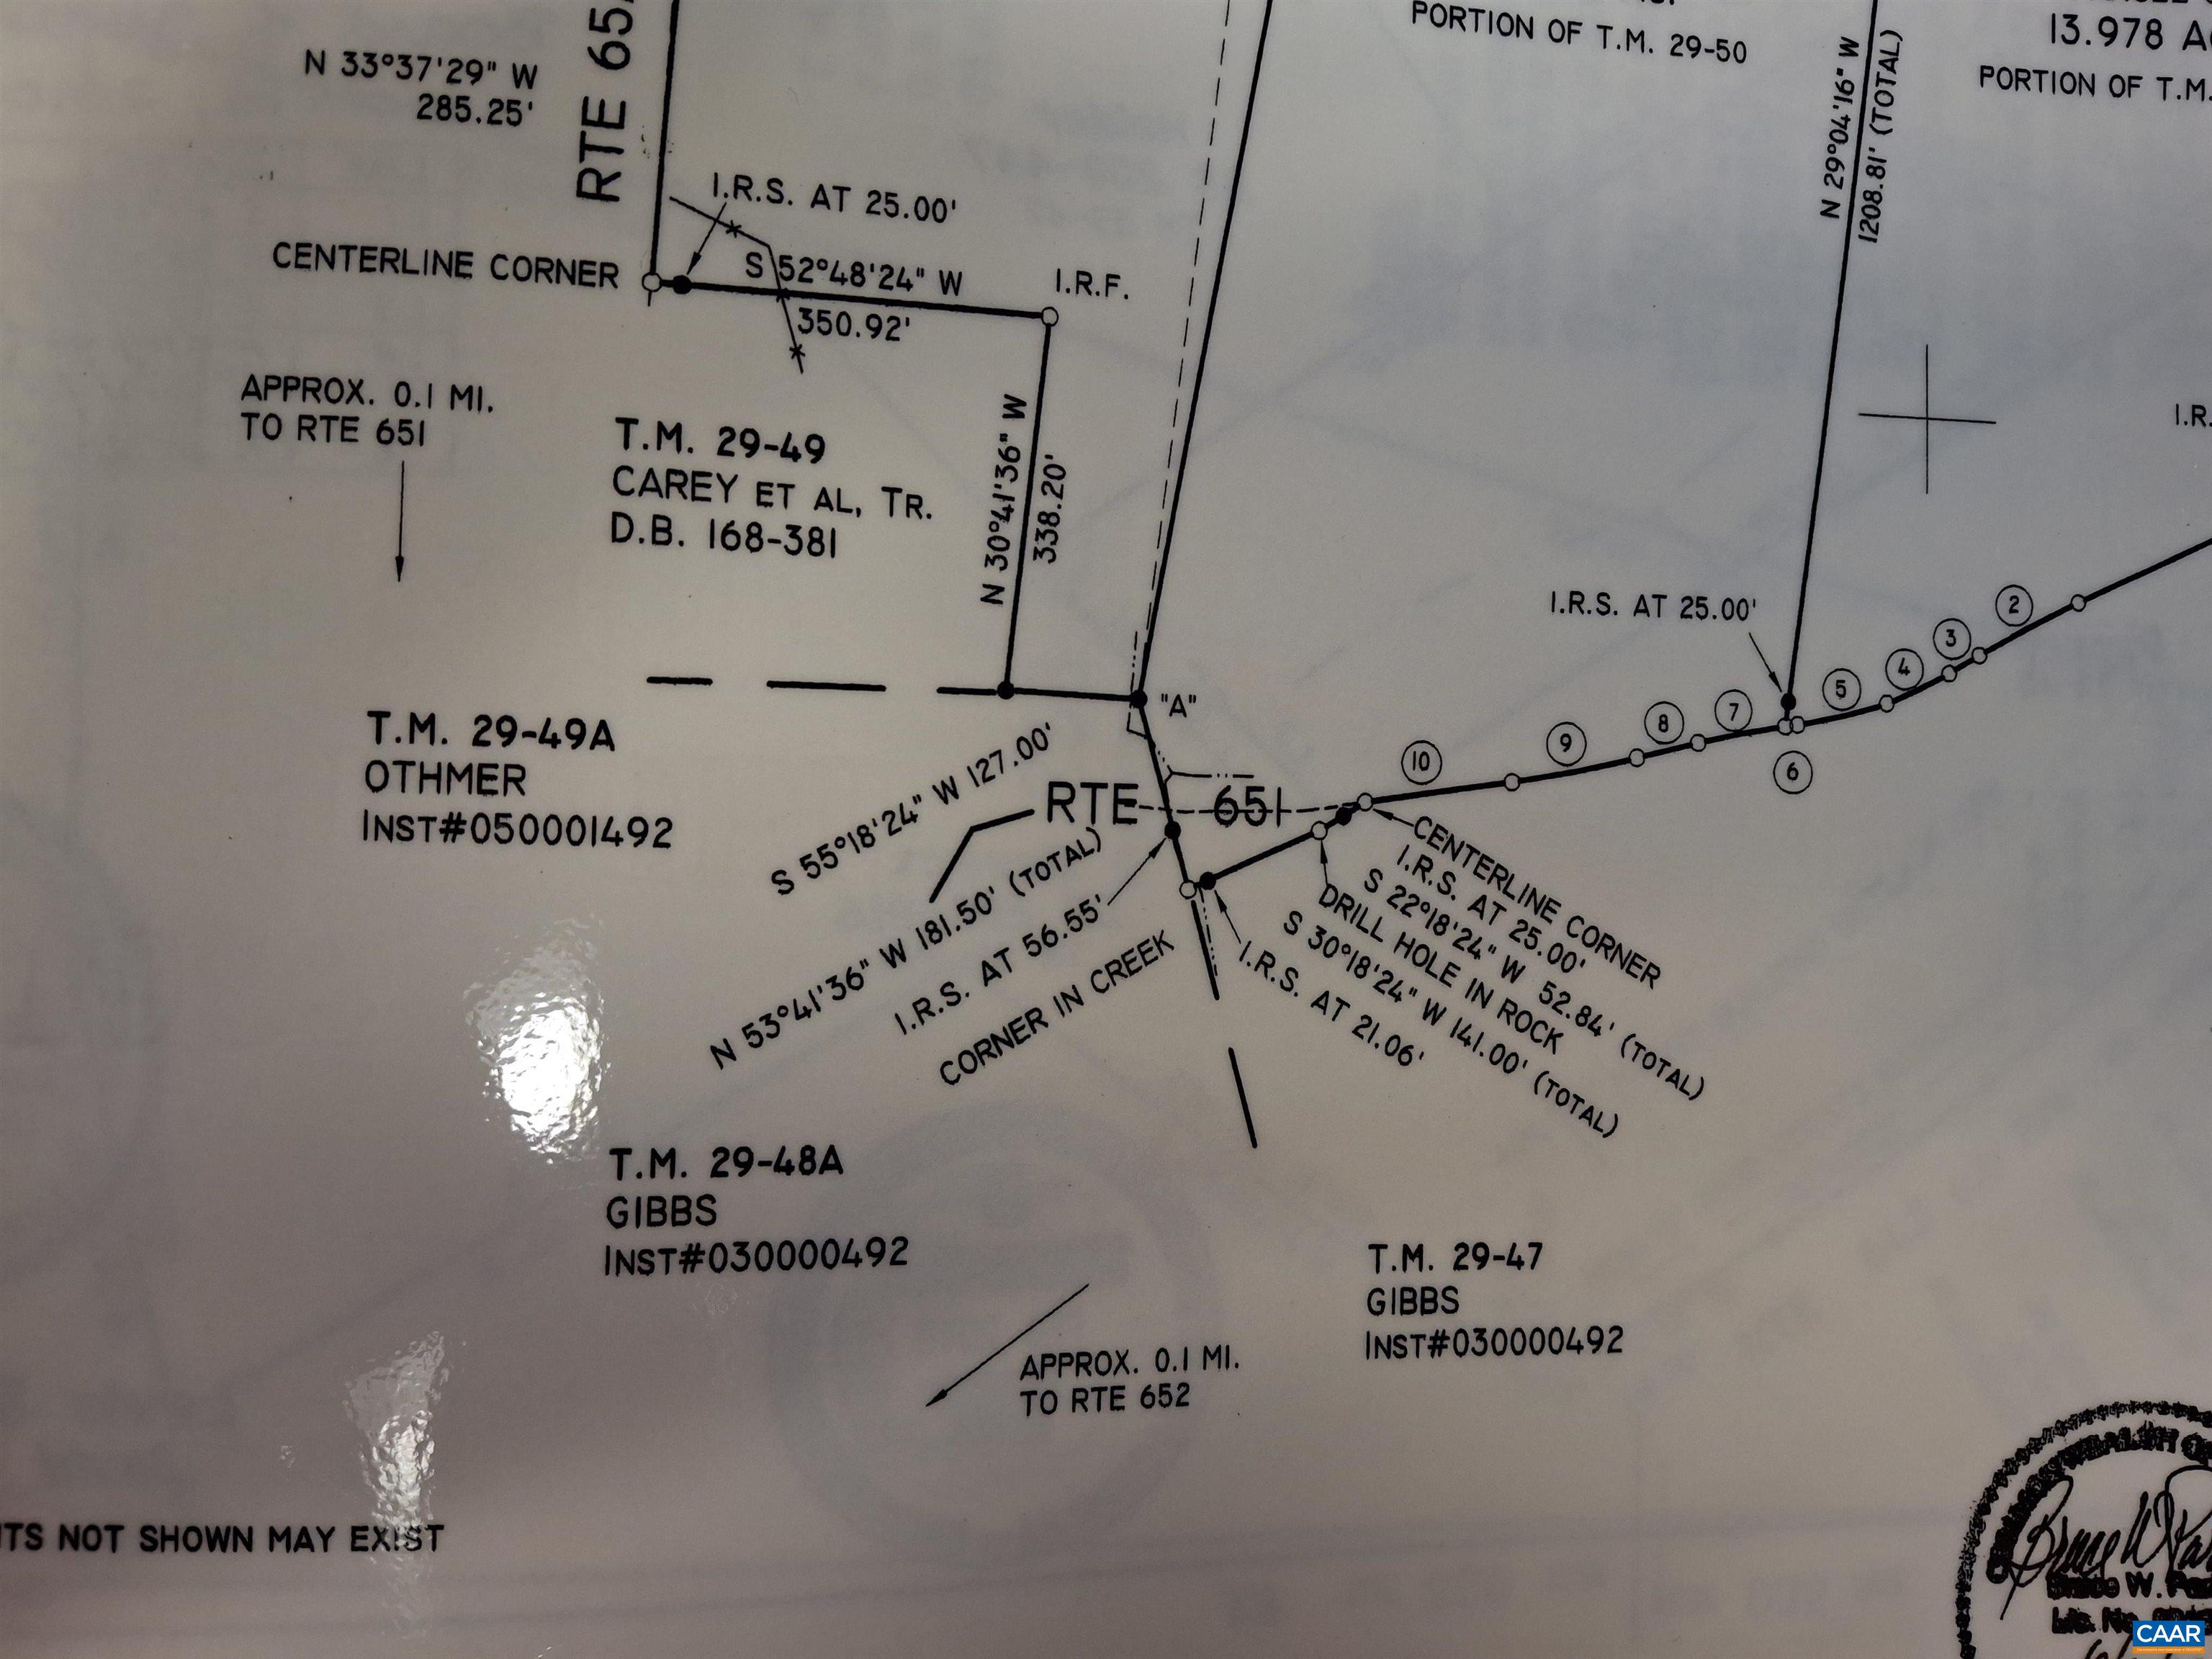 N 33°37'29" W
285.25'
RTE 65
PORTION OF T.M. 29-50
N 29°04'16" W
1208.81' (TOTAL)
13.978 A
PORTION OF T.M.
I.R.S. AT 25.00'
CENTERLINE CORNER
S 52°48'24" W
350.92'
I.R.F.
APPROX. 0.1 MI.
TO RTE 651
T.M. 29-49
CAREY ET AL, TR.
D.B. 168-381
N 30°41'36" W
338.20'
I.R.
I.R.S. AT 25.00'
2
3
4
5
6
7
8
9
10
"A"
T.M. 29-49A
OTHMER
INST#050001492
S 55°18'24" W 127.00'
RTE 651
N 53°41'36" W 181.50' (TOTAL)
I.R.S. AT 56.55'
CORNER IN CREEK
CENTERLINE CORNER
I.R.S. AT 25.00'
S 22°18'24" W 52.84' (TOTAL)
DRILL HOLE IN ROCK
S 30°18'24" W 141.00' (TOTAL)
I.R.S. AT 21.06'
T.M. 29-48A
GIBBS
INST#030000492
T.M. 29-47
GIBBS
INST#030000492
APPROX. 0.1 MI.
TO RTE 652
TS NOT SHOWN MAY EXIST
Bruce W. Pa
Lic. No.
CAAR